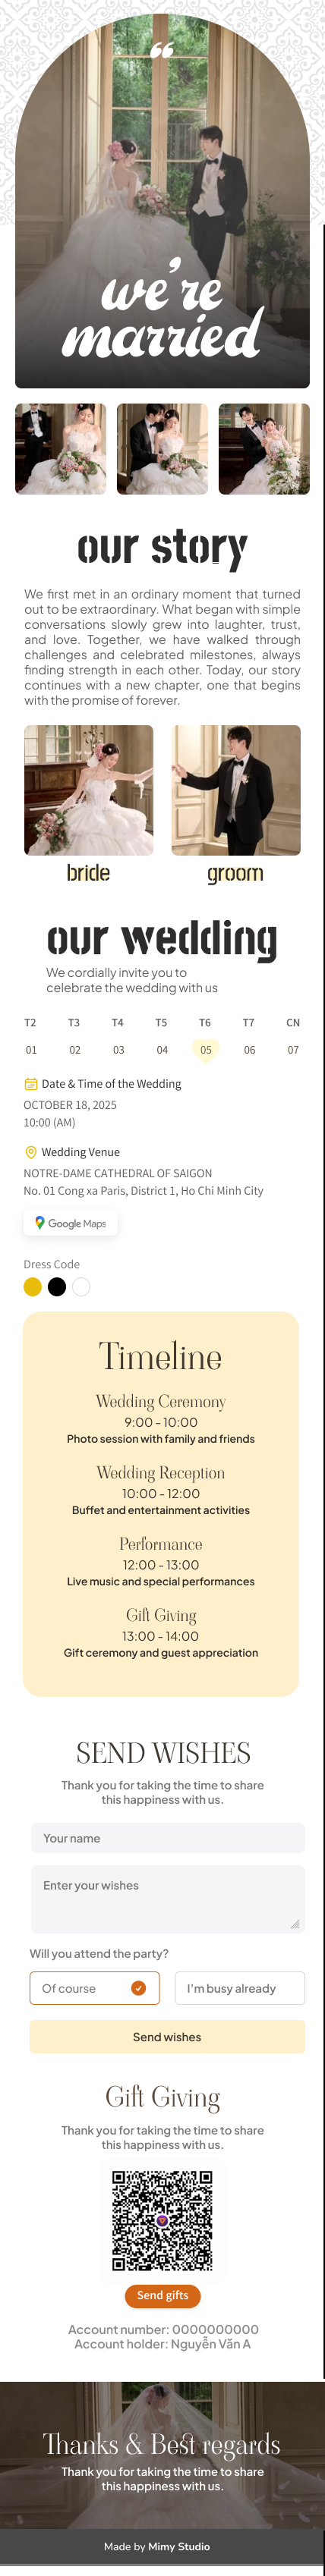 “
we’re
married
our story
We first met in an ordinary moment that turned
out to be extraordinary. What began with simple
conversations slowly grew into laughter, trust,
and love. Together, we have walked through
challenges and celebrated milestones, always
finding strength in each other. Today, our story
continues with a new chapter, one that begins
with the promise of forever.
bride
groom
our wedding
We cordially invite you to
celebrate the wedding with us
T2 T3 T4 T5 T6 T7 CN
01 02 03 04 05 06 07
Date & Time of the Wedding
OCTOBER 18, 2025
10:00 (AM)
Wedding Venue
NOTRE-DAME CATHEDRAL OF SAIGON
No. 01 Cong xa Paris, District 1, Ho Chi Minh City
Google Maps
Dress Code
Timeline
Wedding Ceremony
9:00 - 10:00
Photo session with family and friends
Wedding Reception
10:00 - 12:00
Buffet and entertainment activities
Performance
12:00 - 13:00
Live music and special performances
Gift Giving
13:00 - 14:00
Gift ceremony and guest appreciation
SEND WISHES
Thank you for taking the time to share
this happiness with us.
Your name
Enter your wishes
Will you attend the party?
Of course
I’m busy already
Send wishes
Gift Giving
Thank you for taking the time to share
this happiness with us.
Send gifts
Account number: 0000000000
Account holder: Nguyễn Văn A
Thanks & Best regards
Thank you for taking the time to share
this happiness with us.
Made by Mimy Studio